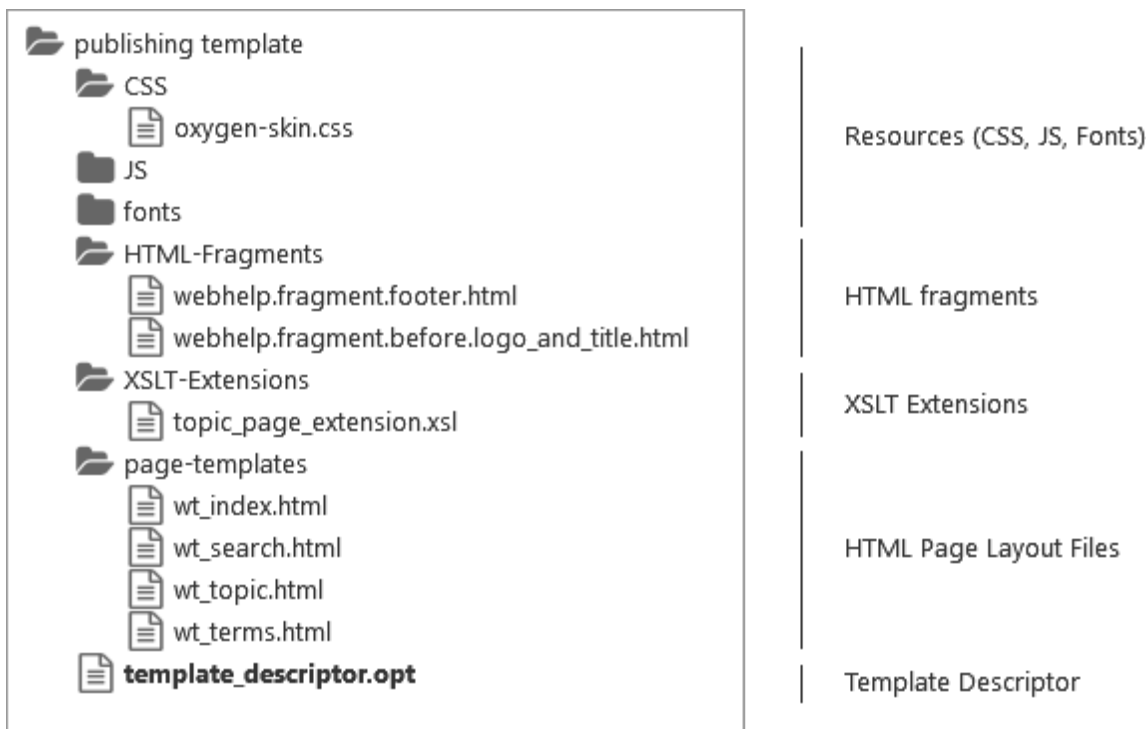 publishing template
CSS
oxygen-skin.css
JS
fonts
HTML-Fragments
webhelp.fragment.footer.html
webhelp.fragment.before.logo_and_title.html
XSLT-Extensions
topic_page_extension.xsl
page-templates
wt_index.html
wt_search.html
wt_topic.html
wt_terms.html
template_descriptor.opt
Resources (CSS, JS, Fonts)
HTML fragments
XSLT Extensions
HTML Page Layout Files
Template Descriptor